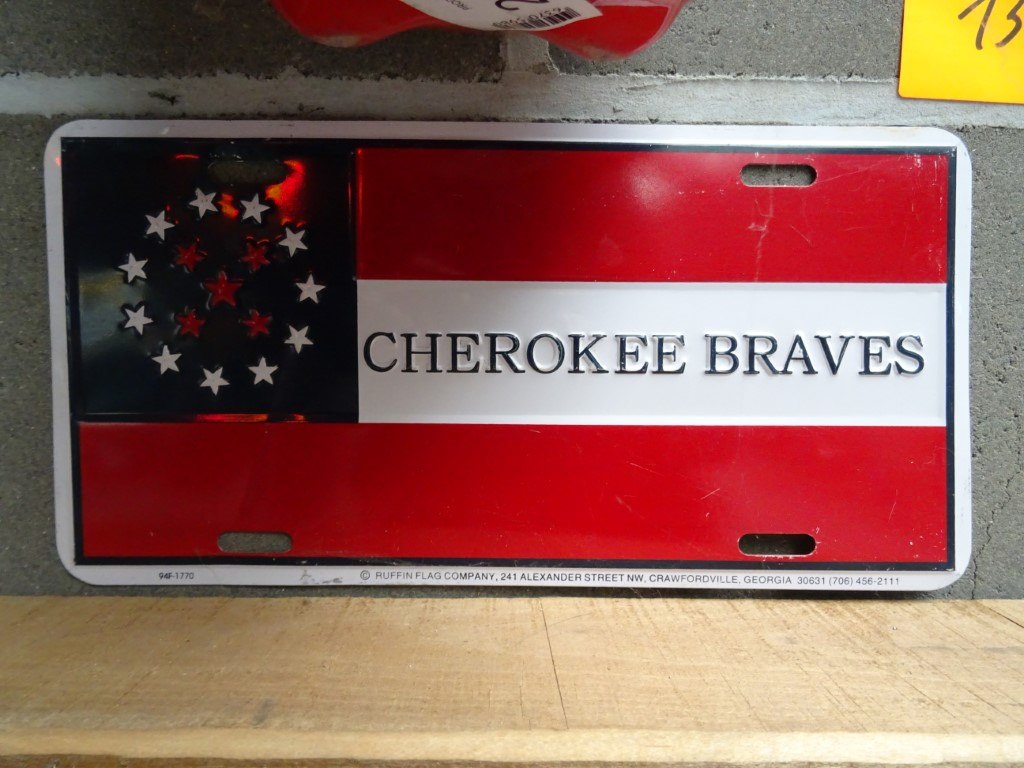 CHEROKEE BRAVES
94F-1770
© RUFFIN FLAG COMPANY, 241 ALEXANDER STREET NW, CRAWFORDVILLE, GEORGIA 30631 (706) 456-2111